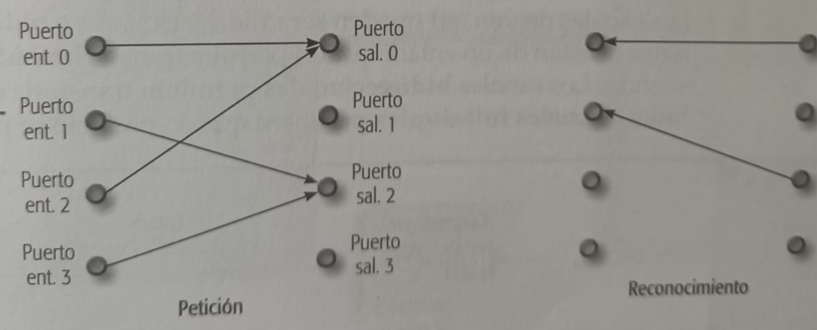 Puerto
ent. 0
Puerto
sal. 0
Puerto
ent. 1
Puerto
sal. 1
Puerto
ent. 2
Puerto
sal. 2
Puerto
ent. 3
Puerto
sal. 3
Petición
Reconocimiento